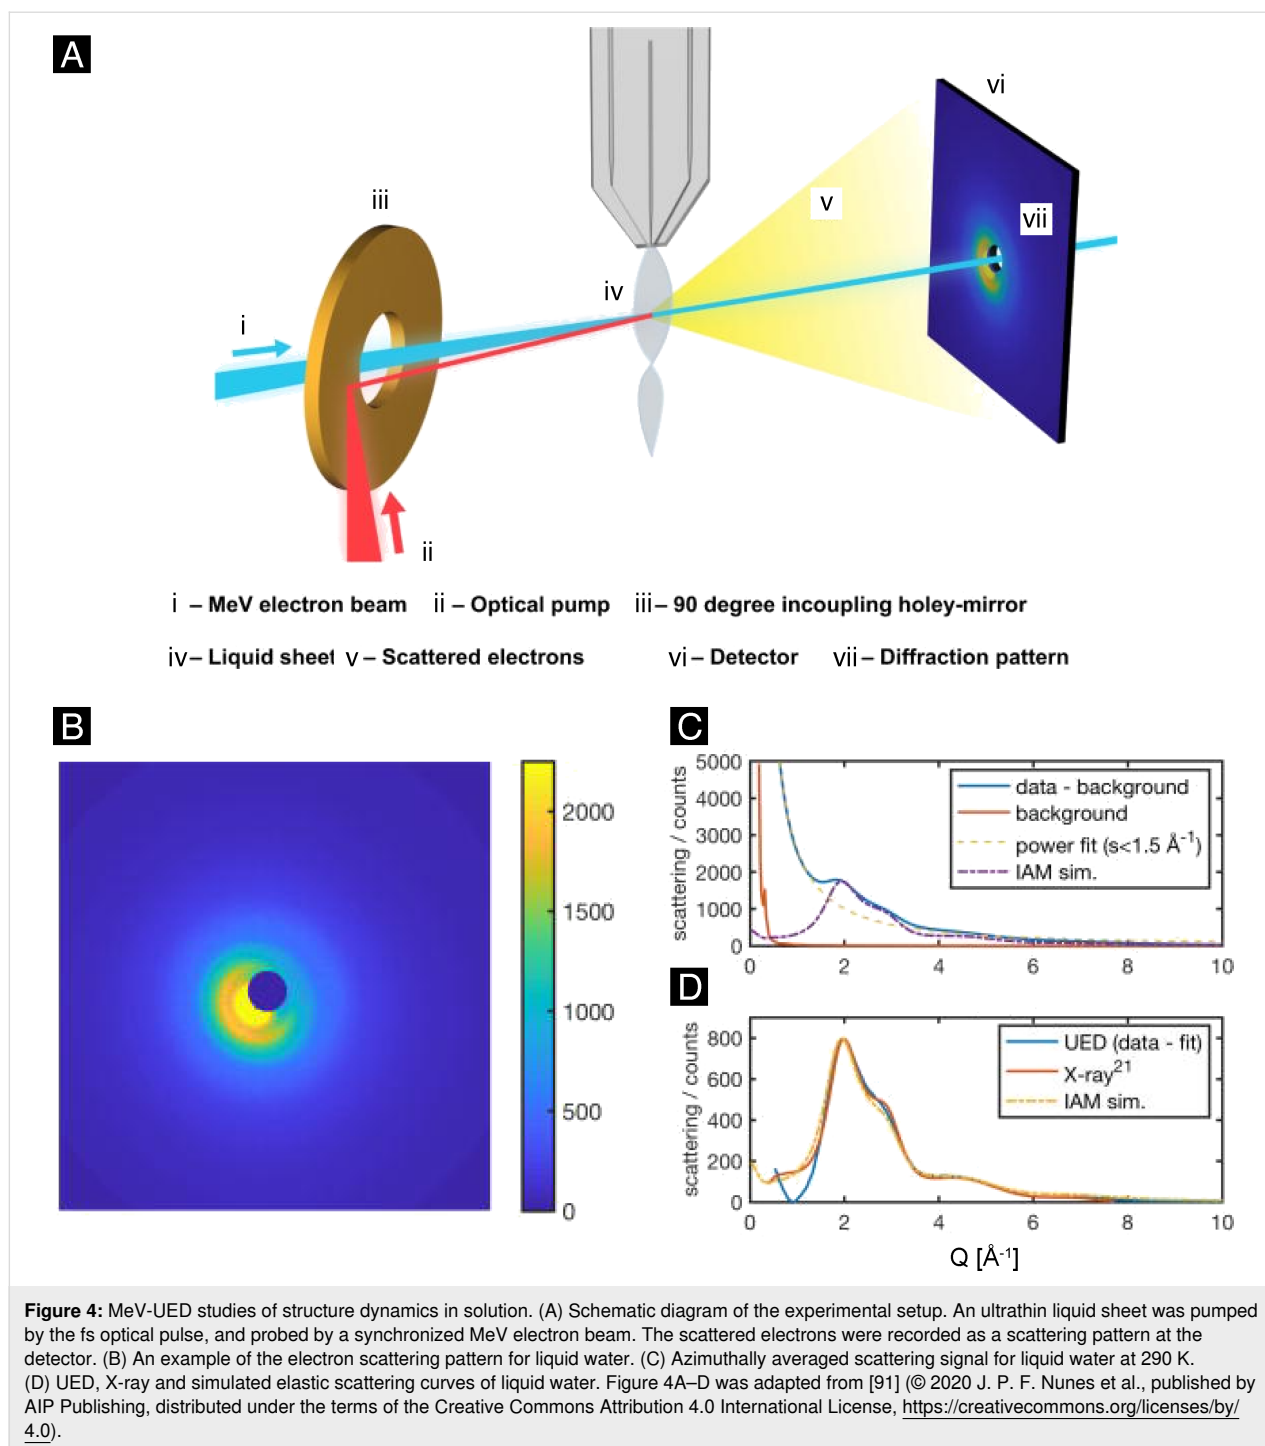 A
vi
iii
v
vii
iv
i
ii
i – MeV electron beam ii – Optical pump iii – 90 degree incoupling holey-mirror
iv – Liquid sheet v – Scattered electrons vi – Detector vii – Diffraction pattern
B
2000
1500
1000
500
0
C
5000
4000
3000
2000
1000
0
scattering / counts
data - background
background
power fit (s<1.5 Å⁻¹)
IAM sim.
0 2 4 6 8 10
D
800
600
400
200
0
scattering / counts
UED (data - fit)
X-ray²¹
IAM sim.
0 2 4 6 8 10
Q [Å⁻¹]
Figure 4: MeV-UED studies of structure dynamics in solution. (A) Schematic diagram of the experimental setup. An ultrathin liquid sheet was pumped
by the fs optical pulse, and probed by a synchronized MeV electron beam. The scattered electrons were recorded as a scattering pattern at the
detector. (B) An example of the electron scattering pattern for liquid water. (C) Azimuthally averaged scattering signal for liquid water at 290 K.
(D) UED, X-ray and simulated elastic scattering curves of liquid water. Figure 4A–D was adapted from [91] (© 2020 J. P. F. Nunes et al., published by
AIP Publishing, distributed under the terms of the Creative Commons Attribution 4.0 International License, https://creativecommons.org/licenses/by/
4.0).